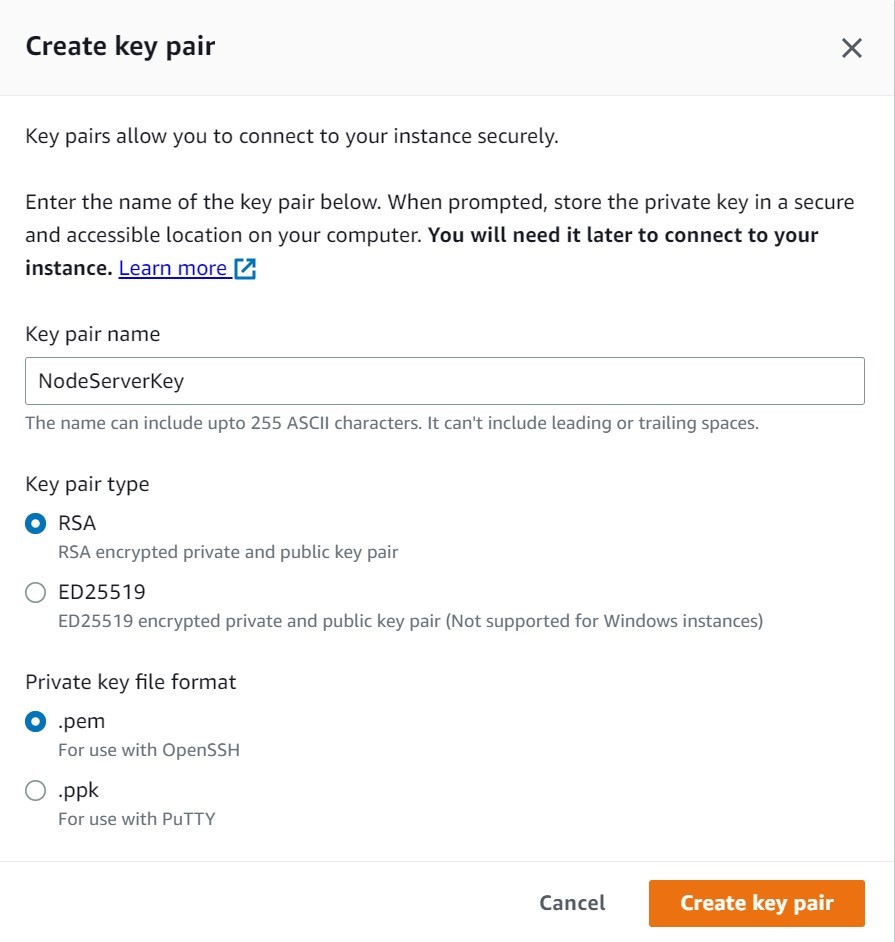 Create key pair
Key pairs allow you to connect to your instance securely.
Enter the name of the key pair below. When prompted, store the private key in a secure
and accessible location on your computer. You will need it later to connect to your
instance. Learn more
Key pair name
NodeServerKey
The name can include upto 255 ASCII characters. It can't include leading or trailing spaces.
Key pair type
RSA
RSA encrypted private and public key pair
ED25519
ED25519 encrypted private and public key pair (Not supported for Windows instances)
Private key file format
.pem
For use with OpenSSH
.ppk
For use with PuTTY
Cancel
Create key pair